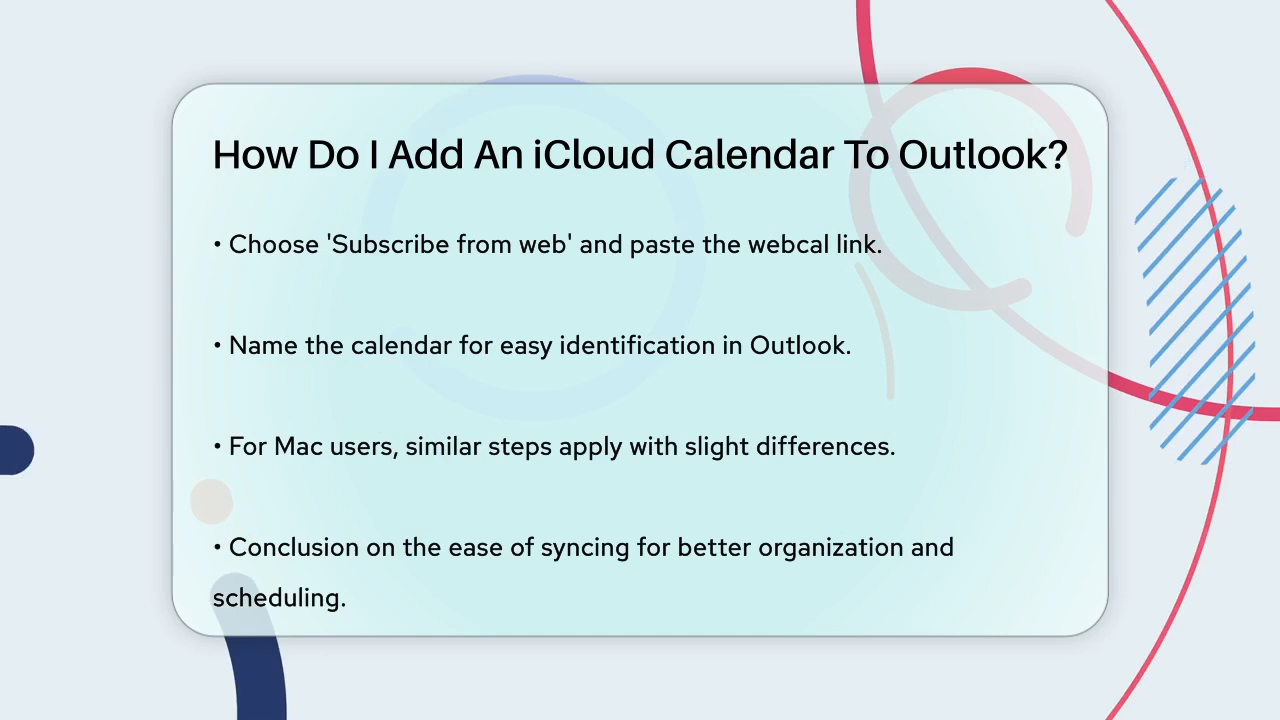 How Do I Add An iCloud Calendar To Outlook?
• Choose 'Subscribe from web' and paste the webcal link.
• Name the calendar for easy identification in Outlook.
• For Mac users, similar steps apply with slight differences.
• Conclusion on the ease of syncing for better organization and
scheduling.